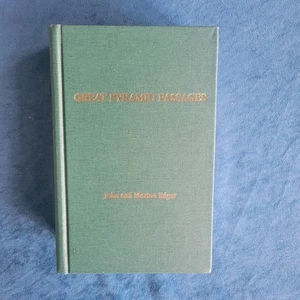 GREAT PYRAMID PASSAGES
John and Morton Edgar